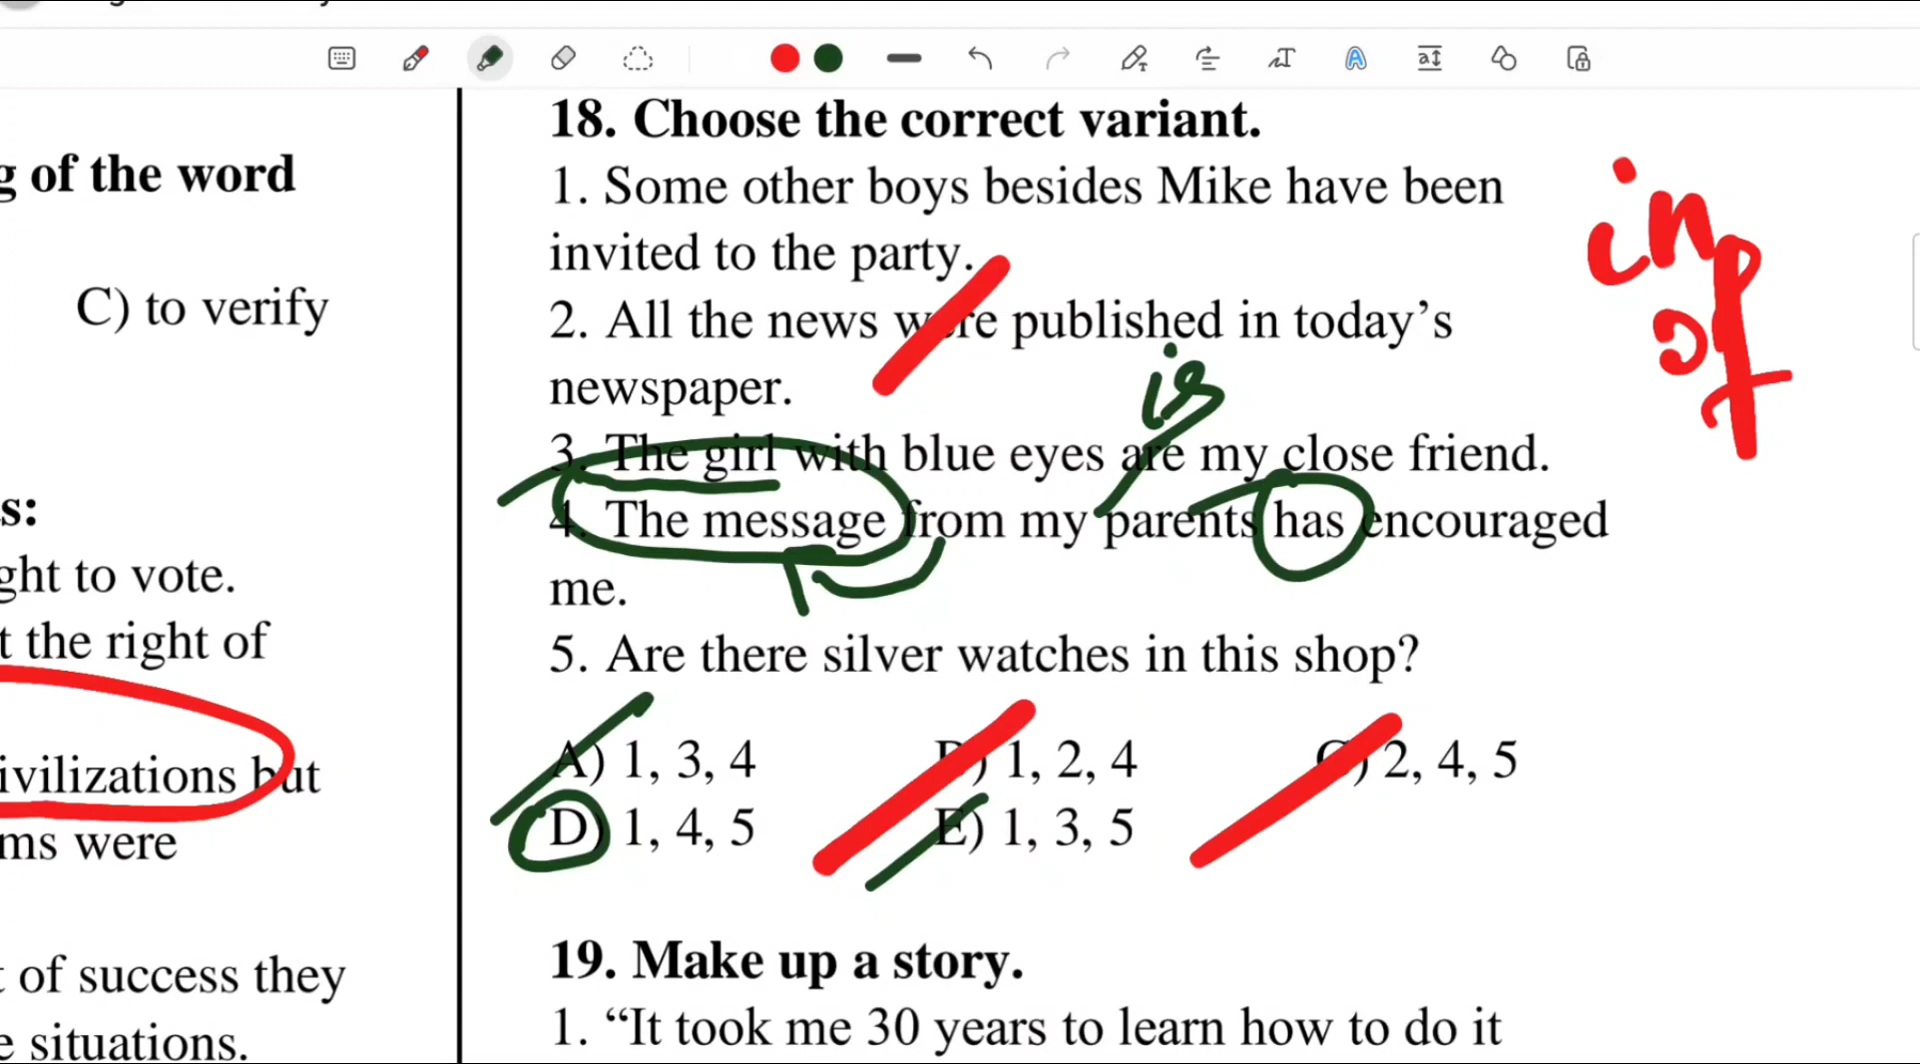 g of the word
C) to verify
s:
ght to vote.
t the right of
ivilizations but
ms were
t of success they
e situations.
18. Choose the correct variant.
1. Some other boys besides Mike have been
invited to the party.
2. All the news were published in today’s
newspaper.
is
3. The girl with blue eyes are my close friend.
4. The message from my parents has encouraged
me.
5. Are there silver watches in this shop?
A) 1, 3, 4 B) 1, 2, 4 C) 2, 4, 5
D) 1, 4, 5 E) 1, 3, 5
19. Make up a story.
1. “It took me 30 years to learn how to do it
in
of